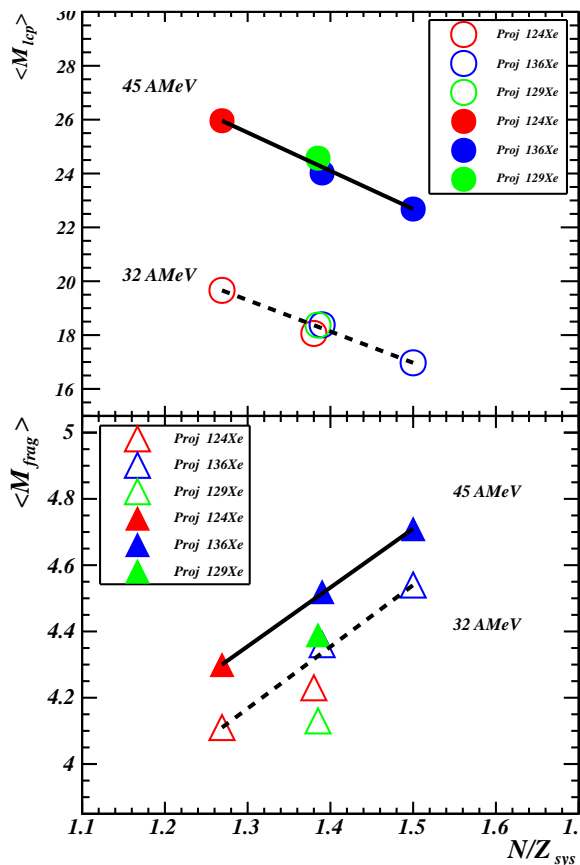 <M_lcp>
30
28
26
24
22
20
18
16
45 AMeV
32 AMeV
Proj 124Xe
Proj 136Xe
Proj 129Xe
Proj 124Xe
Proj 136Xe
Proj 129Xe
<M_frag>
5
4.8
4.6
4.4
4.2
4
Proj 124Xe
Proj 136Xe
Proj 129Xe
Proj 124Xe
Proj 136Xe
Proj 129Xe
45 AMeV
32 AMeV
1.1 1.2 1.3 1.4 1.5 1.6 1.
N/Z_sys